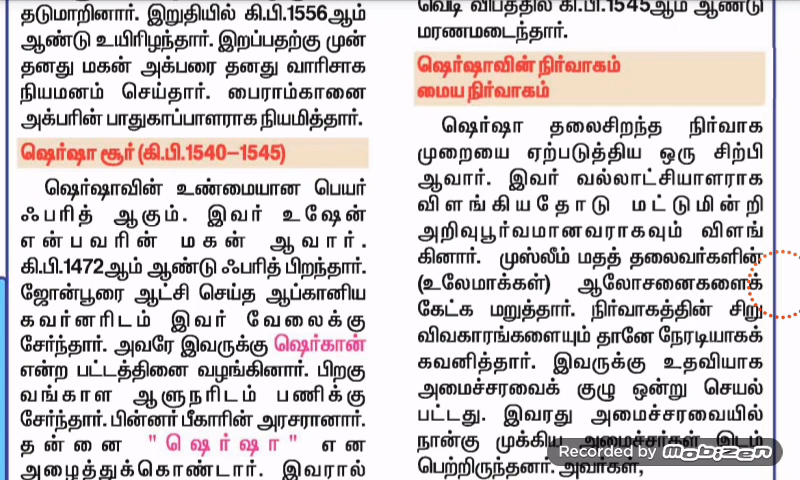 தடுமாறினார். இறுதியில் கி.பி.1556ஆம்
ஆண்டு உயிரிழந்தார். இறப்பதற்கு முன்
தனது மகன் அக்பரை தனது வாரிசாக
நியமனம் செய்தார். பைராம்கானை
அக்பரின் பாதுகாப்பாளராக நியமித்தார்.
ஷெர்ஷா சூர் (கி.பி.1540–1545)
ஷெர்ஷாவின் உண்மையான பெயர்
ஃபரித் ஆகும். இவர் உஷேன்
என்பவரின் மகன் ஆவார்.
கி.பி.1472ஆம் ஆண்டு ஃபரித் பிறந்தார்.
ஜோன்பூரை ஆட்சி செய்த ஆப்கானிய
கவர்னரிடம் இவர் வேலைக்கு
சேர்ந்தார். அவரே இவருக்கு ஷெர்கான்
என்ற பட்டத்தினை வழங்கினார். பிறகு
வங்காள ஆளுநரிடம் பணிக்கு
சேர்ந்தார். பின்னர் பீகாரின் அரசரானார்.
தன்னை "ஷெர்ஷா" என
அழைத்துக்கொண்டார். இவரால்
வெடி விபத்தில் கி.பி.1545ஆம் ஆண்டு
மரணமடைந்தார்.
ஷெர்ஷாவின் நிர்வாகம்
மைய நிர்வாகம்
ஷெர்ஷா தலைசிறந்த நிர்வாக
முறையை ஏற்படுத்திய ஒரு சிற்பி
ஆவார். இவர் வல்லாட்சியாளராக
விளங்கியதோடு மட்டுமின்றி
அறிவுபூர்வமானவராகவும் விளங்
கினார். முஸ்லீம் மதத் தலைவர்களின்
(உலேமாக்கள்) ஆலோசனைகளைக்
கேட்க மறுத்தார். நிர்வாகத்தின் சிறு
விவகாரங்களையும் தானே நேரடியாகக்
கவனித்தார். இவருக்கு உதவியாக
அமைச்சரவைக் குழு ஒன்று செயல்
பட்டது. இவரது அமைச்சரவையில்
நான்கு முக்கிய அமைச்சர்கள் இடம்
பெற்றிருந்தனர். அவர்கள்,
Recorded by mobizen